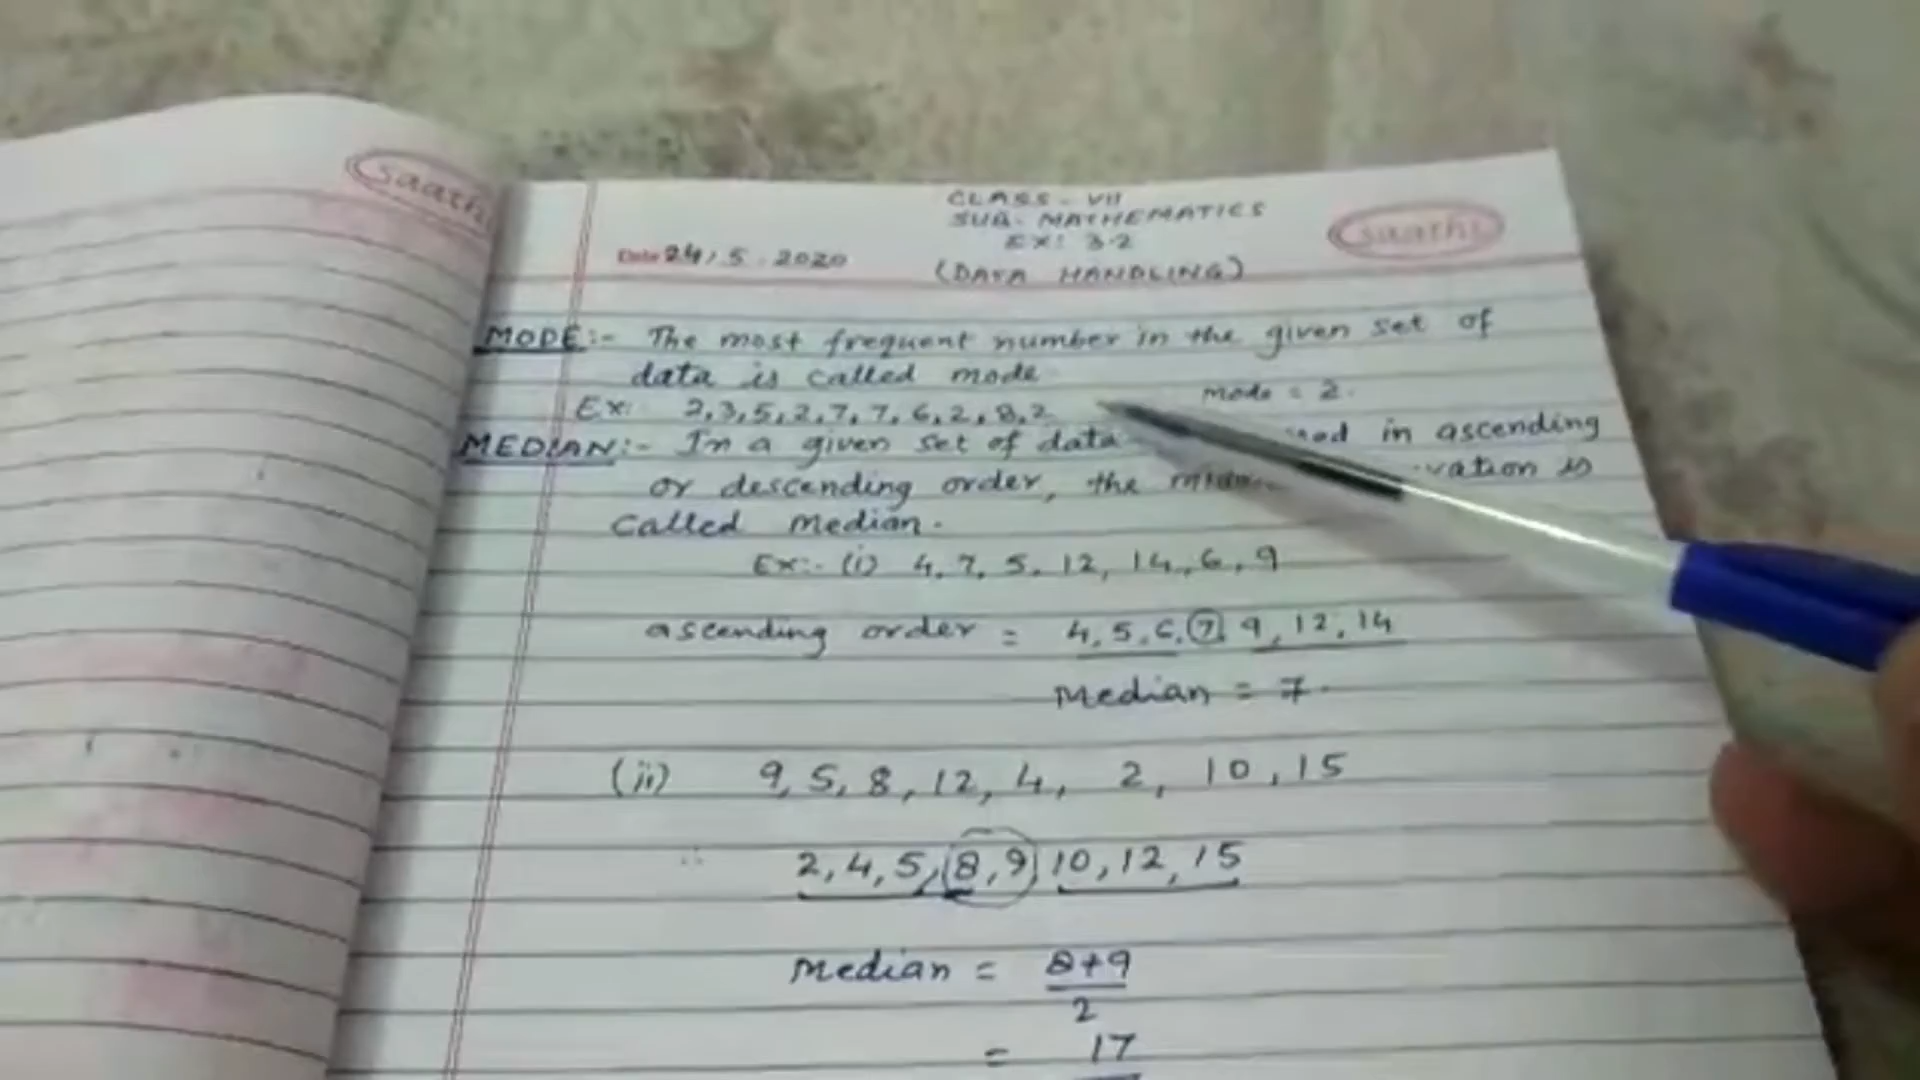 saathi
CLASS - VII
SUB - MATHEMATICS
EX: 3.2
saathi
Date 24/5.2020
(DATA HANDLING)
MODE:- The most frequent number in the given set of
data is called mode.
Ex: 2,3,5,2,7,7,6,2,8,2 mode = 2.
MEDIAN:- In a given set of data in ascending
or descending order, the is
called median.
Ex:- (i) 4, 7, 5, 12, 14, 6, 9
ascending order = 4, 5, 6, 7, 9, 12, 14
Median = 7.
(ii) 9, 5, 8, 12, 4, 2, 10, 15
∴ 2, 4, 5, 8, 9 10, 12, 15
Median = 8+9
2
= 17